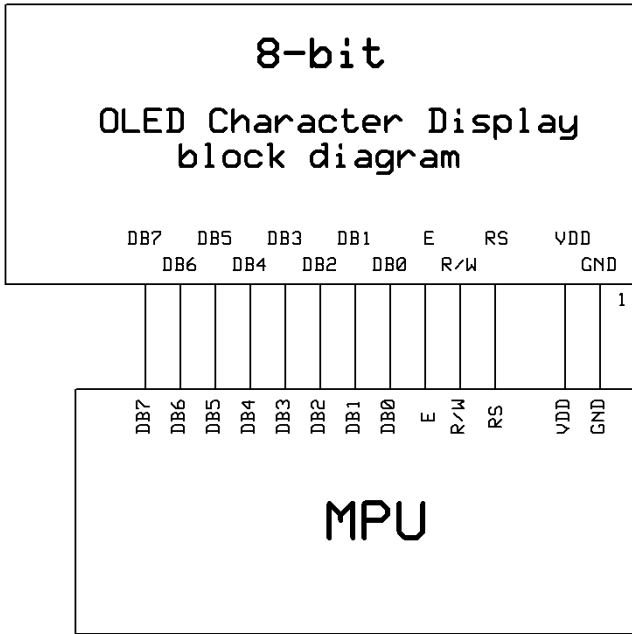 8-bit
OLED Character Display
block diagram
DB7 DB5 DB3 DB1 E RS VDD
DB6 DB4 DB2 DB0 R/W GND
1
DB7 DB6 DB5 DB4 DB3 DB2 DB1 DB0 E R/W RS VDD GND
MPU